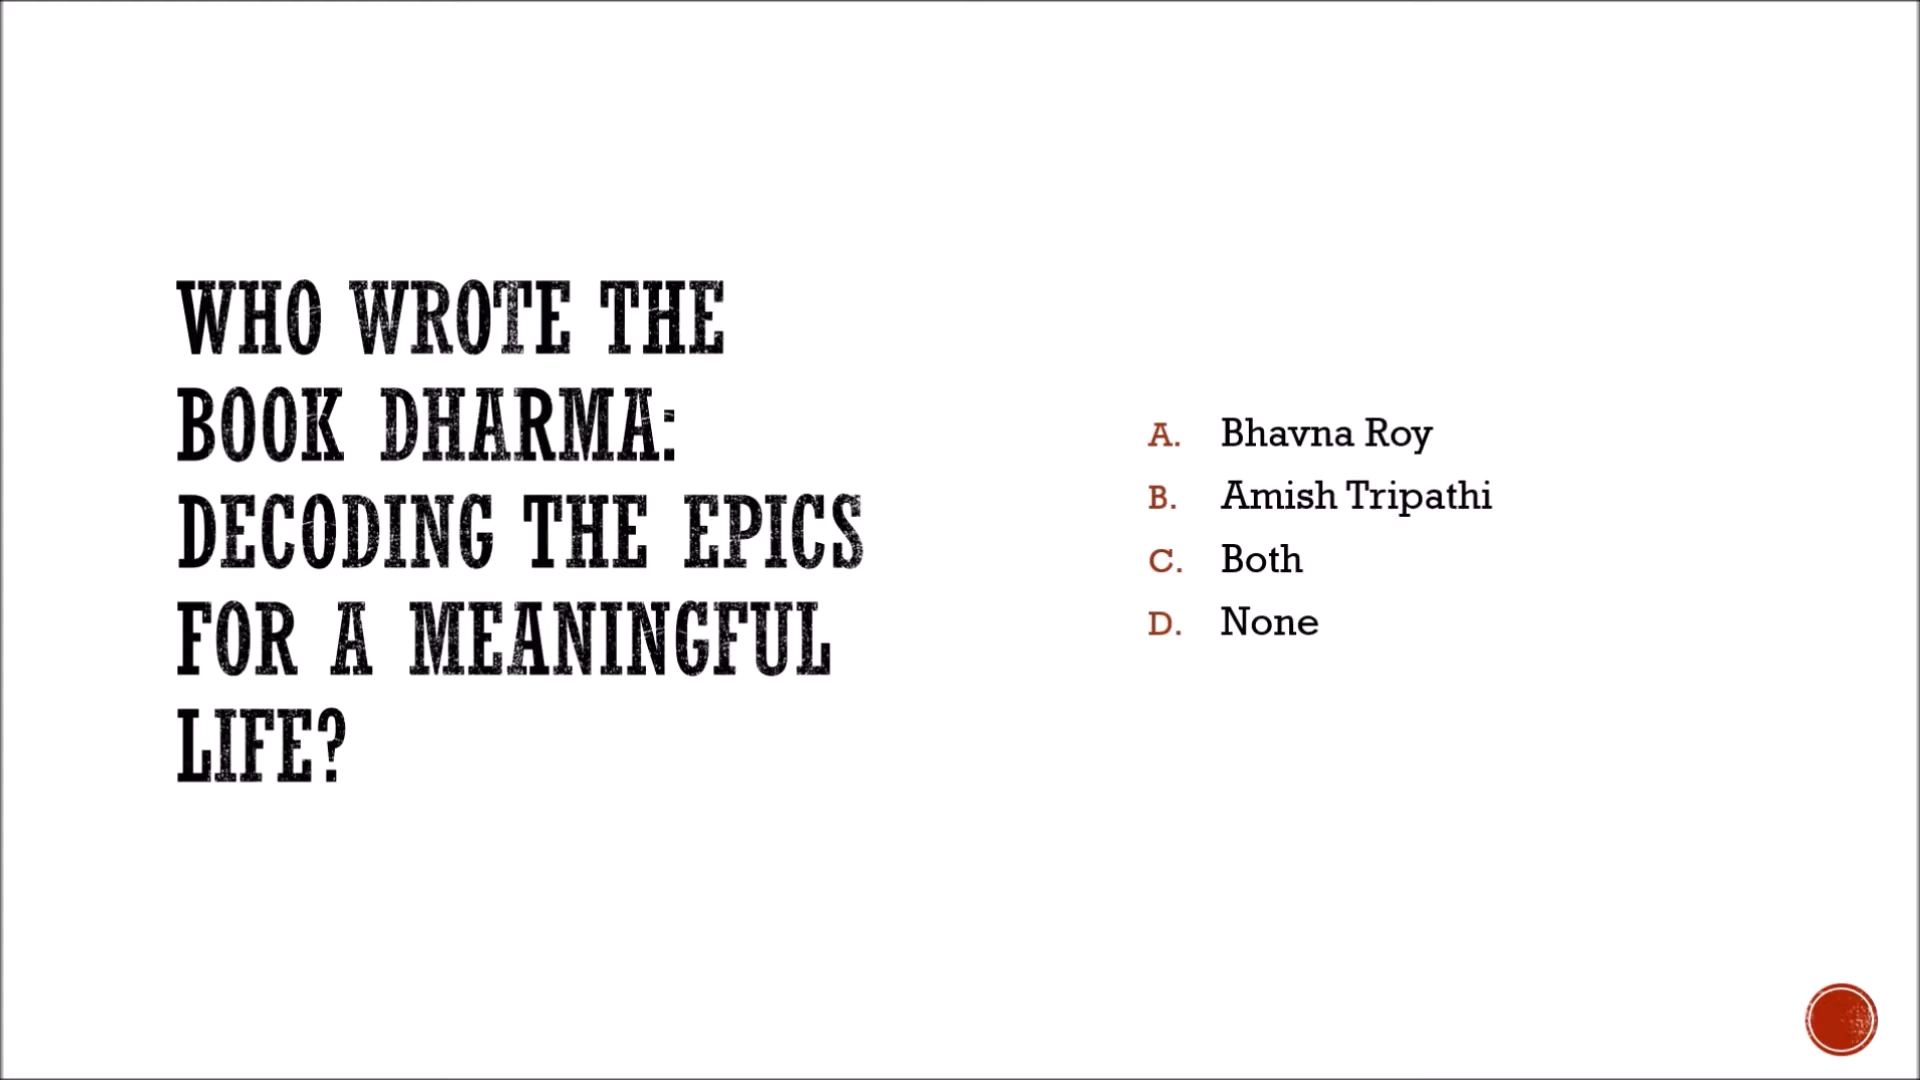 WHO WROTE THE
BOOK DHARMA:
DECODING THE EPICS
FOR A MEANINGFUL
LIFE?
A. Bhavna Roy
B. Amish Tripathi
C. Both
D. None